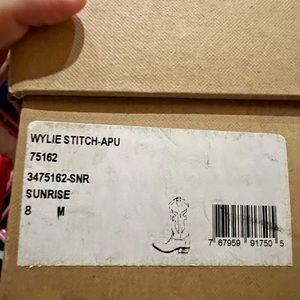 WYLIE STITCH-APU
75162
3475162-SNR
SUNRISE
8 M
7 67959 91750 5